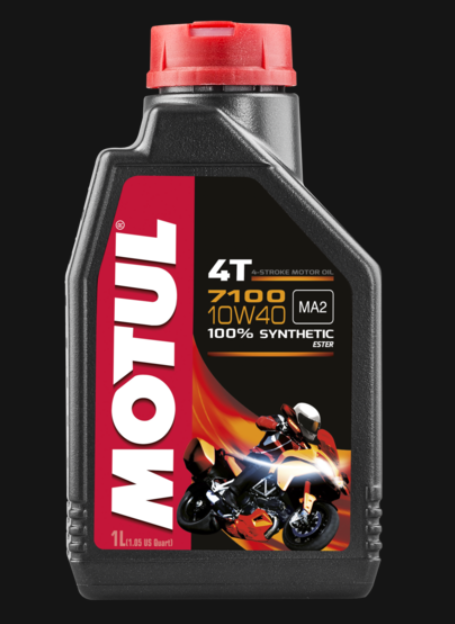 MOTUL®
4T 4-STROKE MOTOR OIL
7100
10W40 MA2
100% SYNTHETIC
ESTER
1L (1.05 US Quart)